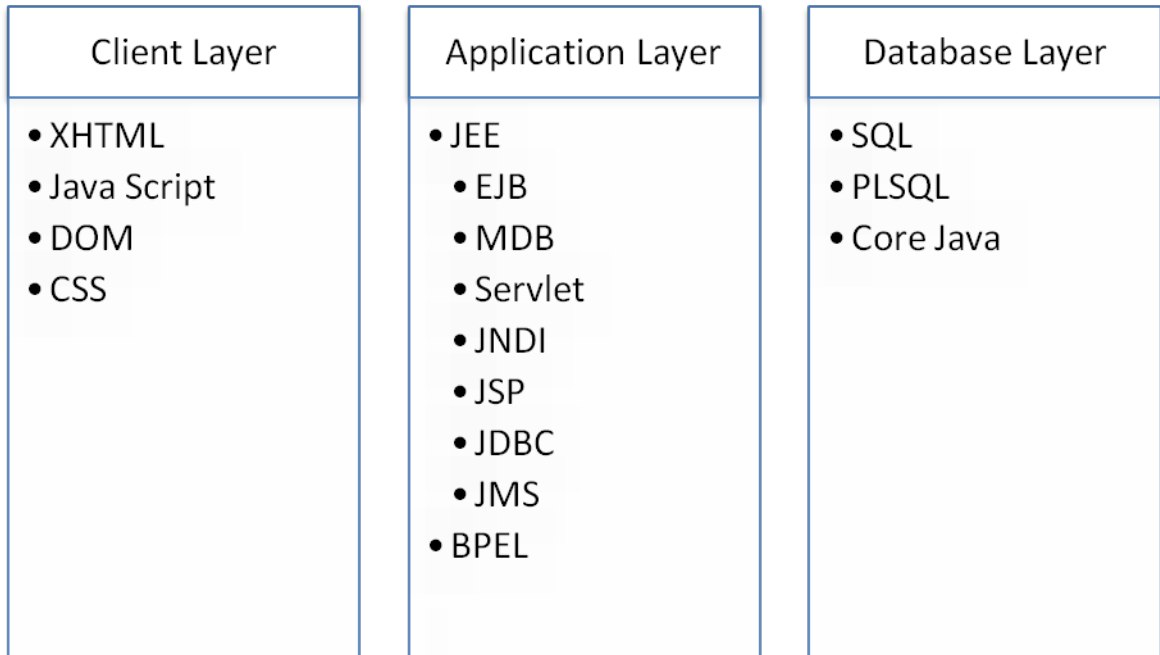 Client Layer
• XHTML
• Java Script
• DOM
• CSS
Application Layer
• JEE
• EJB
• MDB
• Servlet
• JNDI
• JSP
• JDBC
• JMS
• BPEL
Database Layer
• SQL
• PLSQL
• Core Java